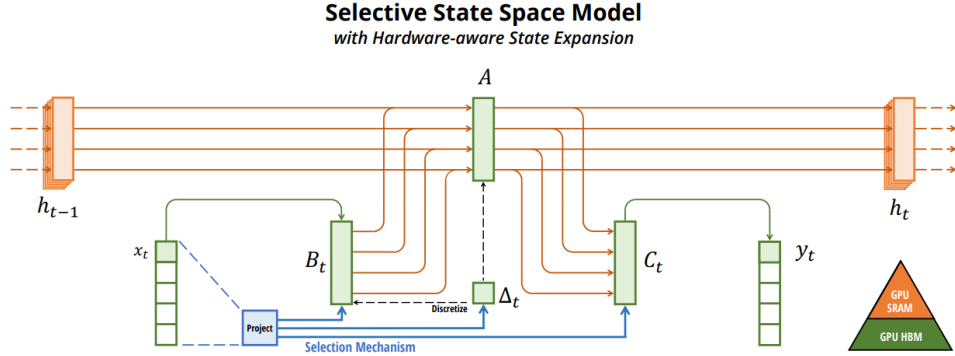 Selective State Space Model
with Hardware-aware State Expansion
A
h_{t-1}
h_t
x_t
B_t
C_t
y_t
Δ_t
Discretize
Project
Selection Mechanism
GPU
SRAM
GPU HBM